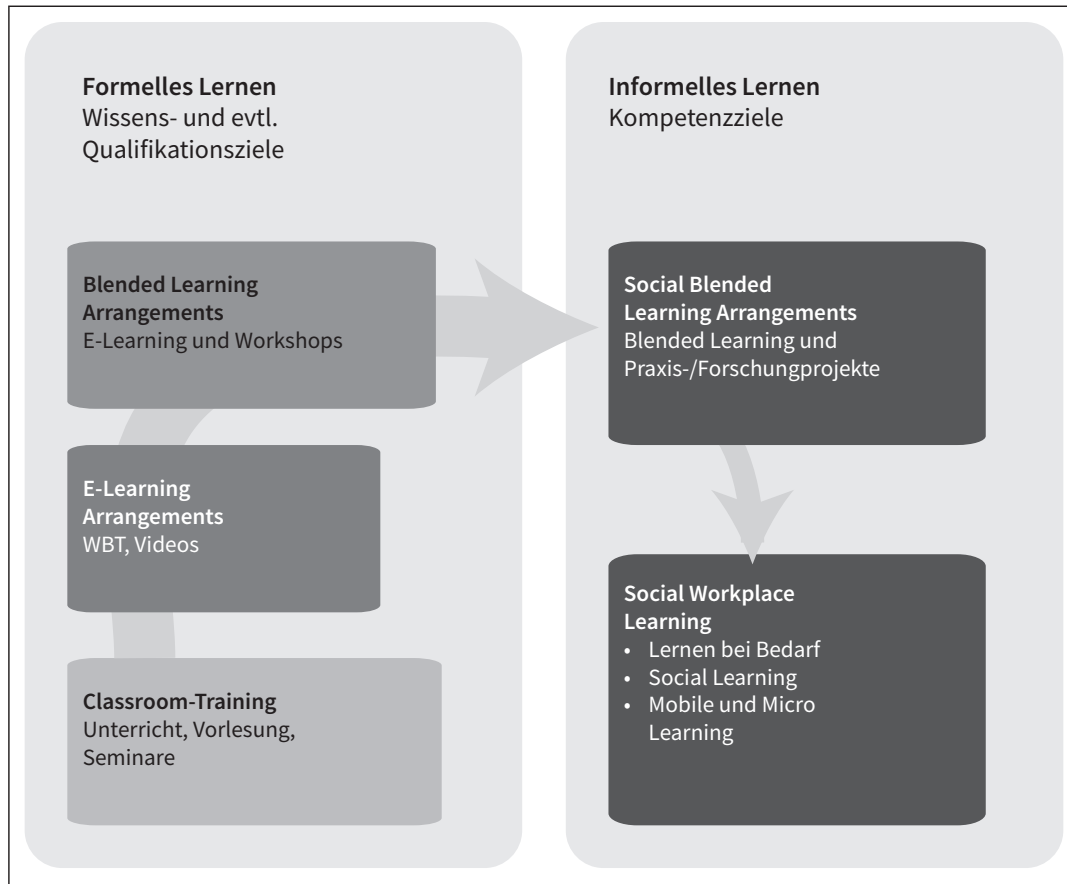 Formelles Lernen
Wissens- und evtl.
Qualifikationsziele
Blended Learning
Arrangements
E-Learning und Workshops
E-Learning
Arrangements
WBT, Videos
Classroom-Training
Unterricht, Vorlesung,
Seminare
Informelles Lernen
Kompetenzziele
Social Blended
Learning Arrangements
Blended Learning und
Praxis-/Forschungprojekte
Social Workplace
Learning
• Lernen bei Bedarf
• Social Learning
• Mobile und Micro
Learning